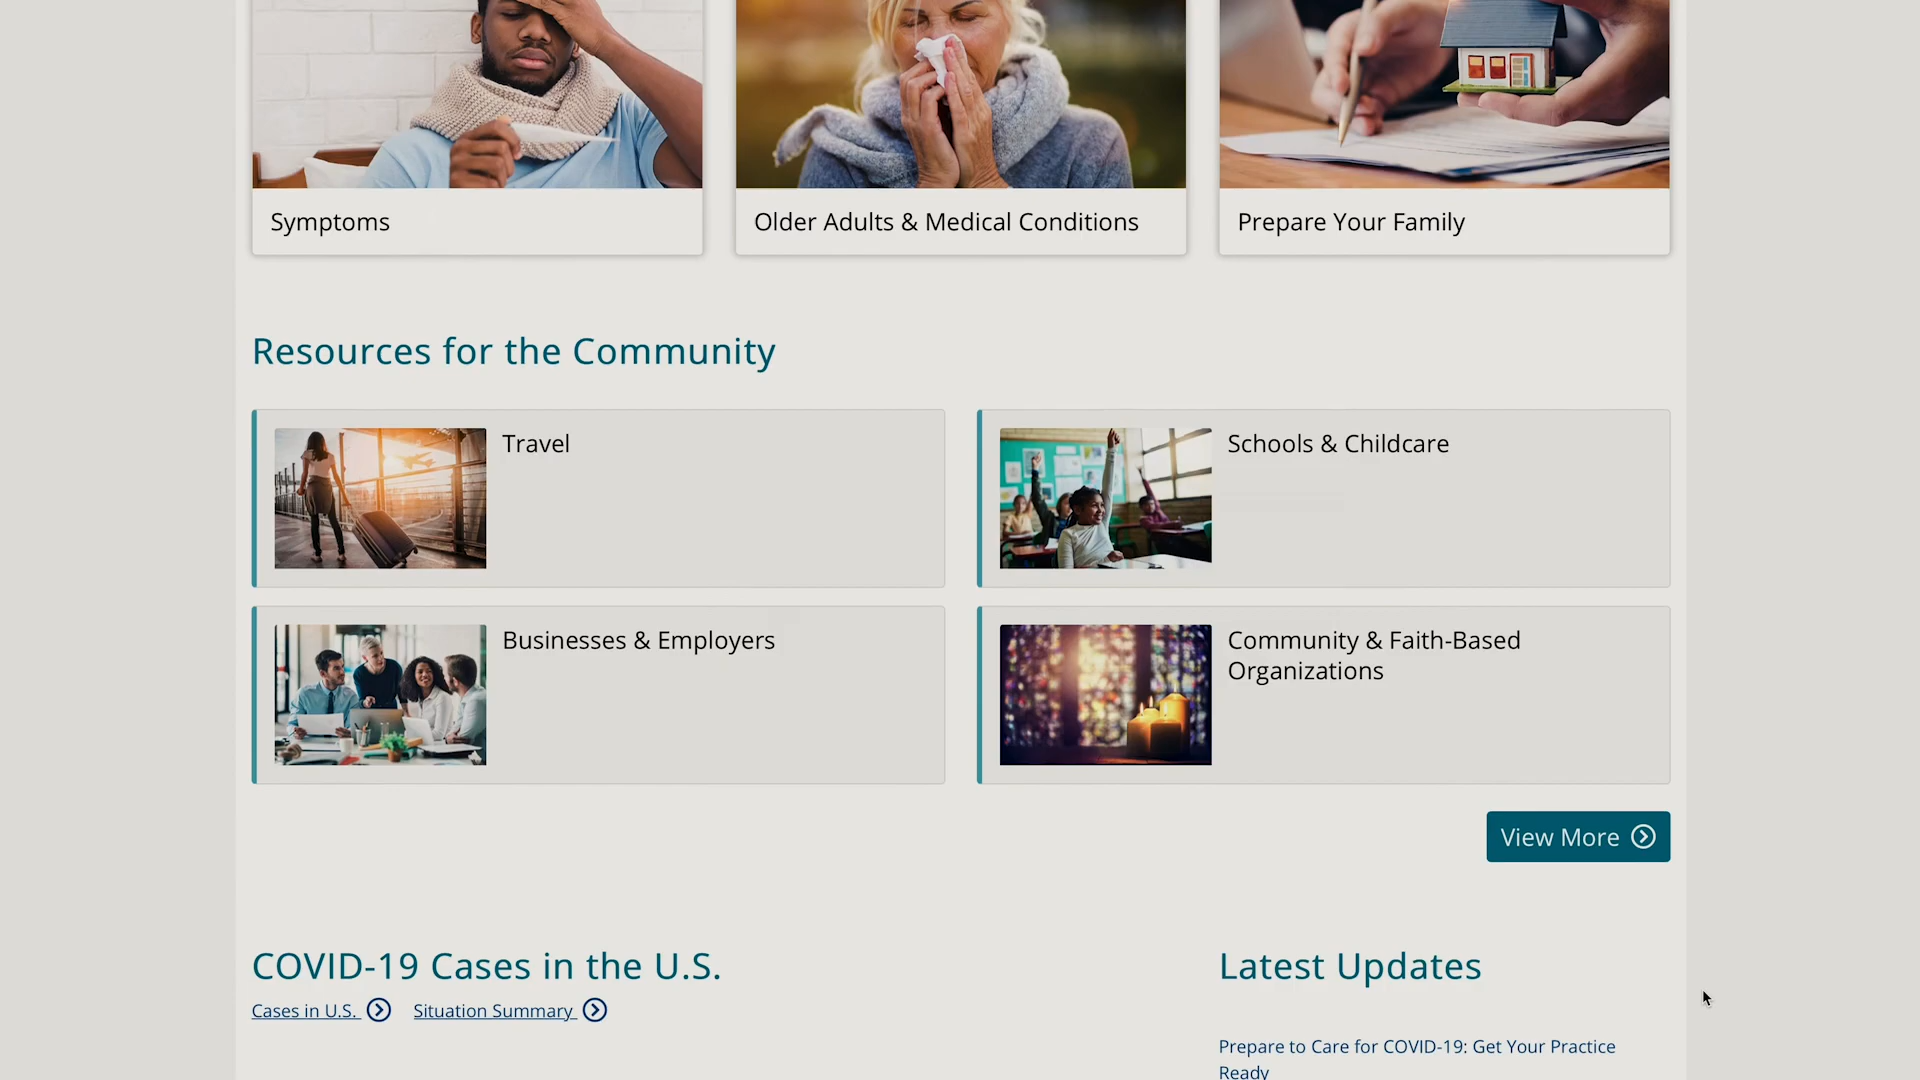 Symptoms
Older Adults & Medical Conditions
Prepare Your Family
Resources for the Community
Travel
Schools & Childcare
Businesses & Employers
Community & Faith-Based
Organizations
View More
COVID-19 Cases in the U.S.
Cases in U.S.
Situation Summary
Latest Updates
Prepare to Care for COVID-19: Get Your Practice
Ready